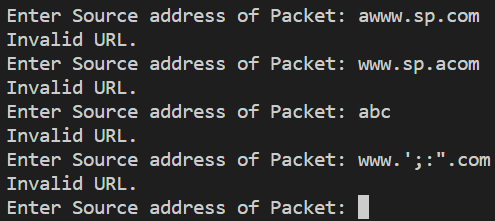 Enter Source address of Packet: awww.sp.com
Invalid URL.
Enter Source address of Packet: www.sp.acom
Invalid URL.
Enter Source address of Packet: abc
Invalid URL.
Enter Source address of Packet: www.';:".com
Invalid URL.
Enter Source address of Packet: